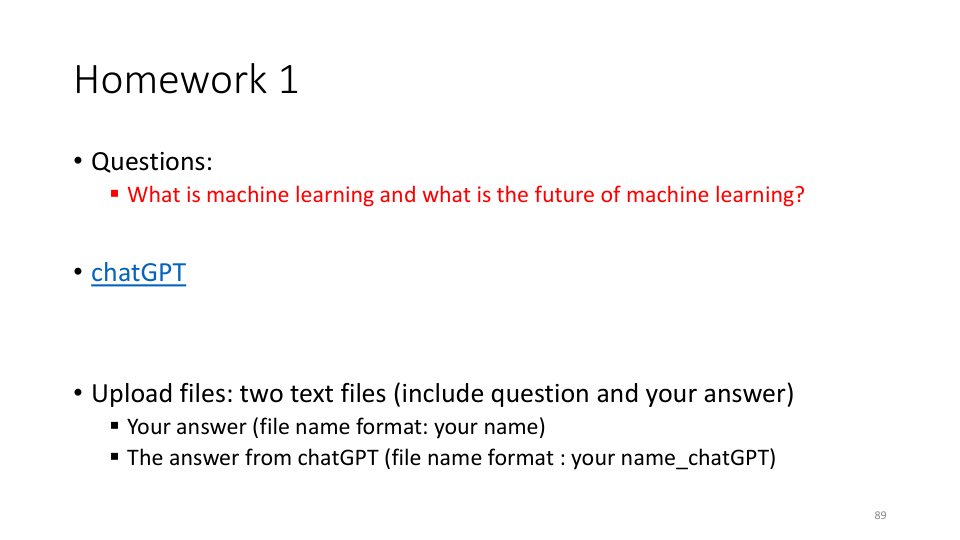 Homework 1
• Questions:
▪ What is machine learning and what is the future of machine learning?
• chatGPT
• Upload files: two text files (include question and your answer)
▪ Your answer (file name format: your name)
▪ The answer from chatGPT (file name format : your name_chatGPT)
89